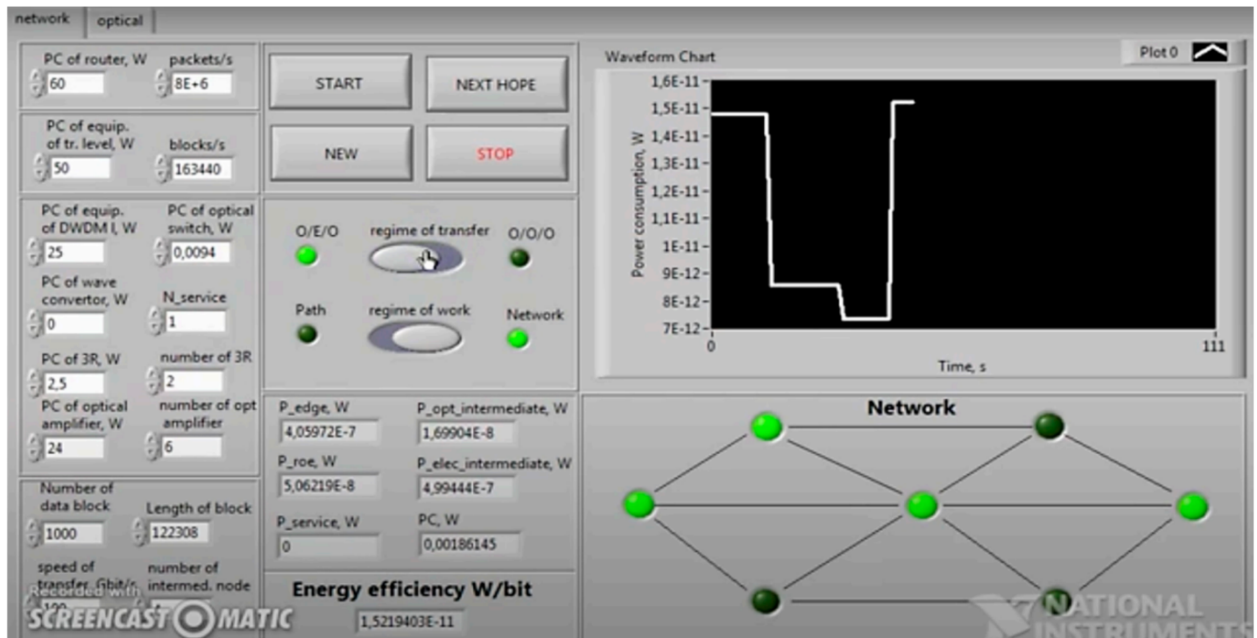 network
optical
PC of router, W
packets/s
60
8E+6
PC of equip.
of tr. level, W
blocks/s
50
163440
PC of equip.
of DWDM I, W
PC of optical
switch, W
25
0,0094
PC of wave
convertor, W
N_service
0
1
PC of 3R, W
number of 3R
2,5
2
PC of optical
amplifier, W
number of opt
amplifier
24
6
Number of
data block
Length of block
1000
122308
speed of
transfer, Gbit/s
number of
intermed. node
100
START
NEXT HOPE
NEW
STOP
O/E/O
regime of transfer
O/O/O
Path
regime of work
Network
P_edge, W
P_opt_intermediate, W
4,05972E-7
1,69904E-8
P_roe, W
P_elec_intermediate, W
5,06219E-8
4,99444E-7
P_service, W
PC, W
0
0,00186145
Energy efficiency W/bit
1,5219403E-11
Waveform Chart
Plot 0
Power consumption, W
1,6E-11
1,5E-11
1,4E-11
1,3E-11
1,2E-11
1,1E-11
1E-11
9E-12
8E-12
7E-12
0
111
Time, s
Network
Recorded with
SCREENCAST MATIC
NATIONAL
INSTRUMENTS